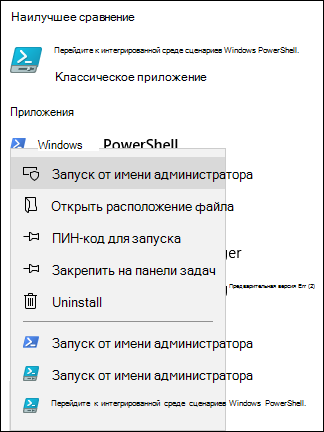 Наилучшее сравнение
Перейдите к интегрированной среде сценариев Windows PowerShell.
Классическое приложение
Приложения
Windows PowerShell
Запуск от имени администратора
Открыть расположение файла
ПИН-код для запуска
ger
Закрепить на панели задач
Предварительная версия Err (2)
Uninstall
Запуск от имени администратора
Запуск от имени администратора
Перейдите к интегрированной среде сценариев Windows PowerShell.